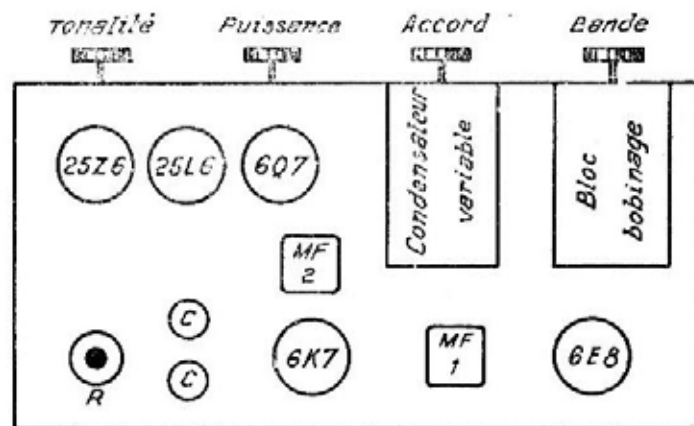 Tonalité Puissance Accord Bande
25Z6 25L6 6Q7
Condensateur
variable
Bloc
bobinage
MF
2
C
C
R
6K7
MF
1
6E8